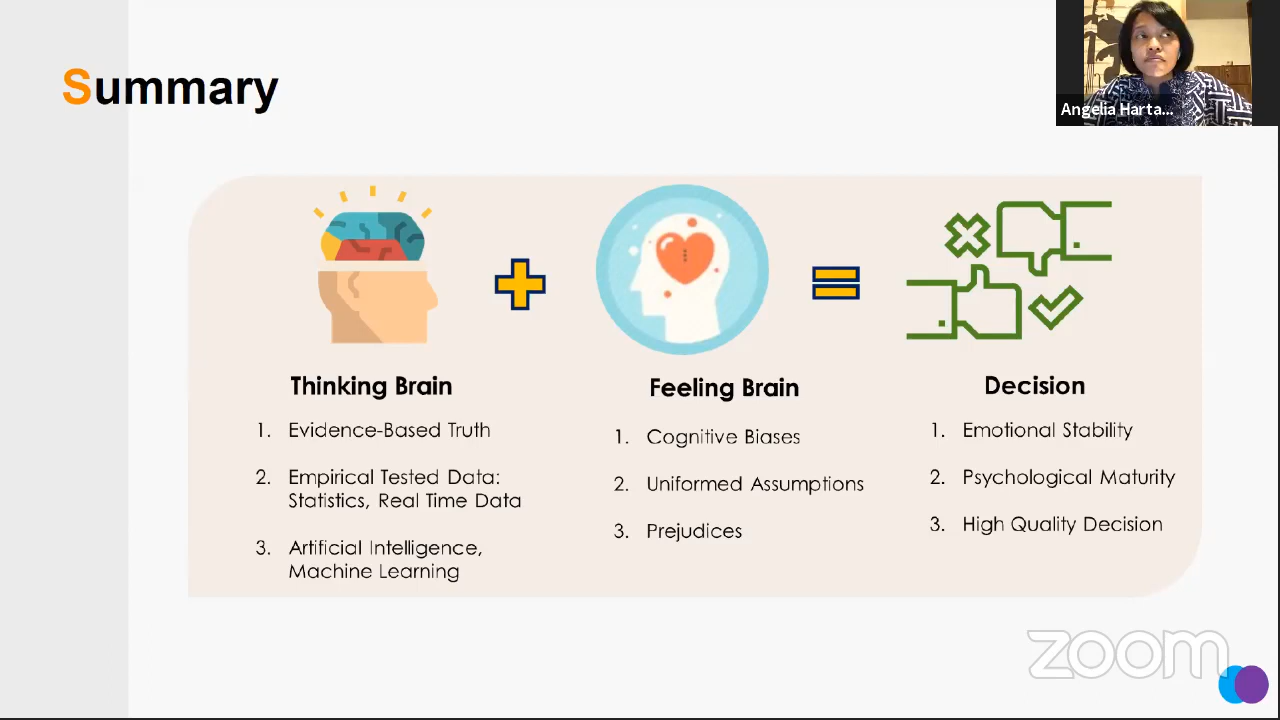 Summary
Angelia Harta...
Thinking Brain
1. Evidence-Based Truth
2. Empirical Tested Data:
Statistics, Real Time Data
3. Artificial Intelligence,
Machine Learning
Feeling Brain
1. Cognitive Biases
2. Uniformed Assumptions
3. Prejudices
Decision
1. Emotional Stability
2. Psychological Maturity
3. High Quality Decision
zoom